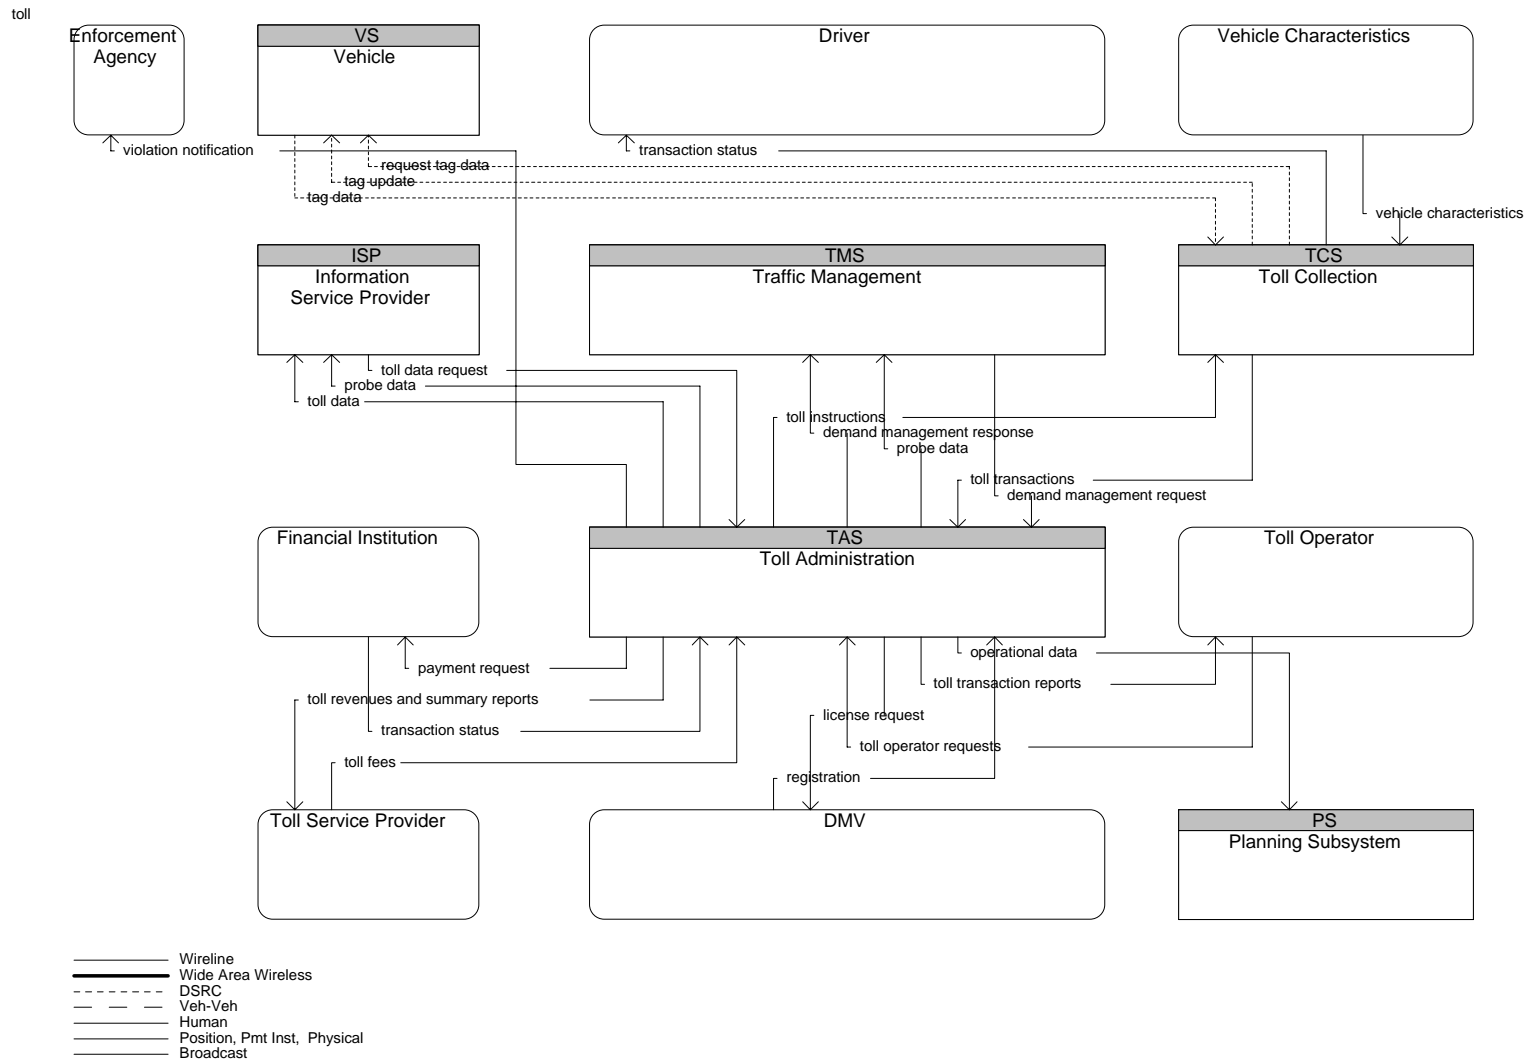 toll
Enforcement
Agency
VS
Vehicle
Driver
Vehicle Characteristics
violation notification
transaction status
request tag data
tag update
tag data
vehicle characteristics
ISP
Information
Service Provider
TMS
Traffic Management
TCS
Toll Collection
toll data request
probe data
toll data
toll instructions
demand management response
probe data
toll transactions
demand management request
Financial Institution
TAS
Toll Administration
Toll Operator
operational data
payment request
toll transaction reports
toll revenues and summary reports
license request
transaction status
toll operator requests
toll fees
registration
Toll Service Provider
DMV
PS
Planning Subsystem
Wireline
Wide Area Wireless
DSRC
Veh-Veh
Human
Position, Pmt Inst, Physical
Broadcast